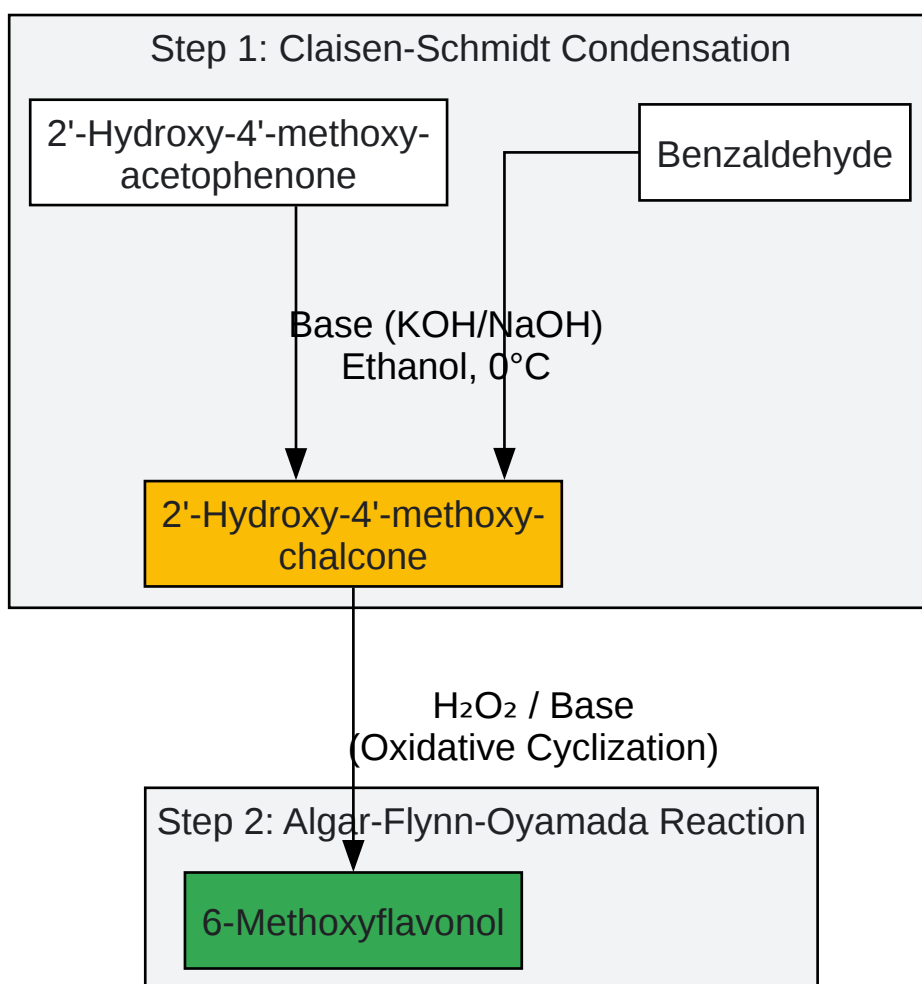 Step 1: Claisen-Schmidt Condensation
2'-Hydroxy-4'-methoxy-
acetophenone
Benzaldehyde
Base (KOH/NaOH)
Ethanol, 0°C
2'-Hydroxy-4'-methoxy-
chalcone
H₂O₂ / Base
(Oxidative Cyclization)
Step 2: Algar-Flynn-Oyamada Reaction
6-Methoxyflavonol